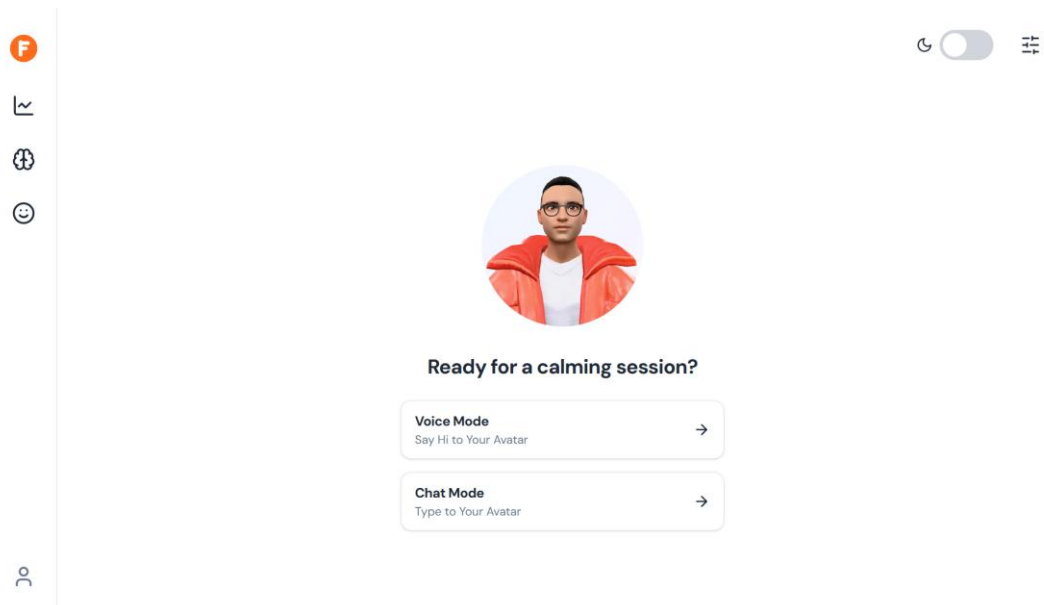 F
Ready for a calming session?
Voice Mode
Say Hi to Your Avatar
Chat Mode
Type to Your Avatar